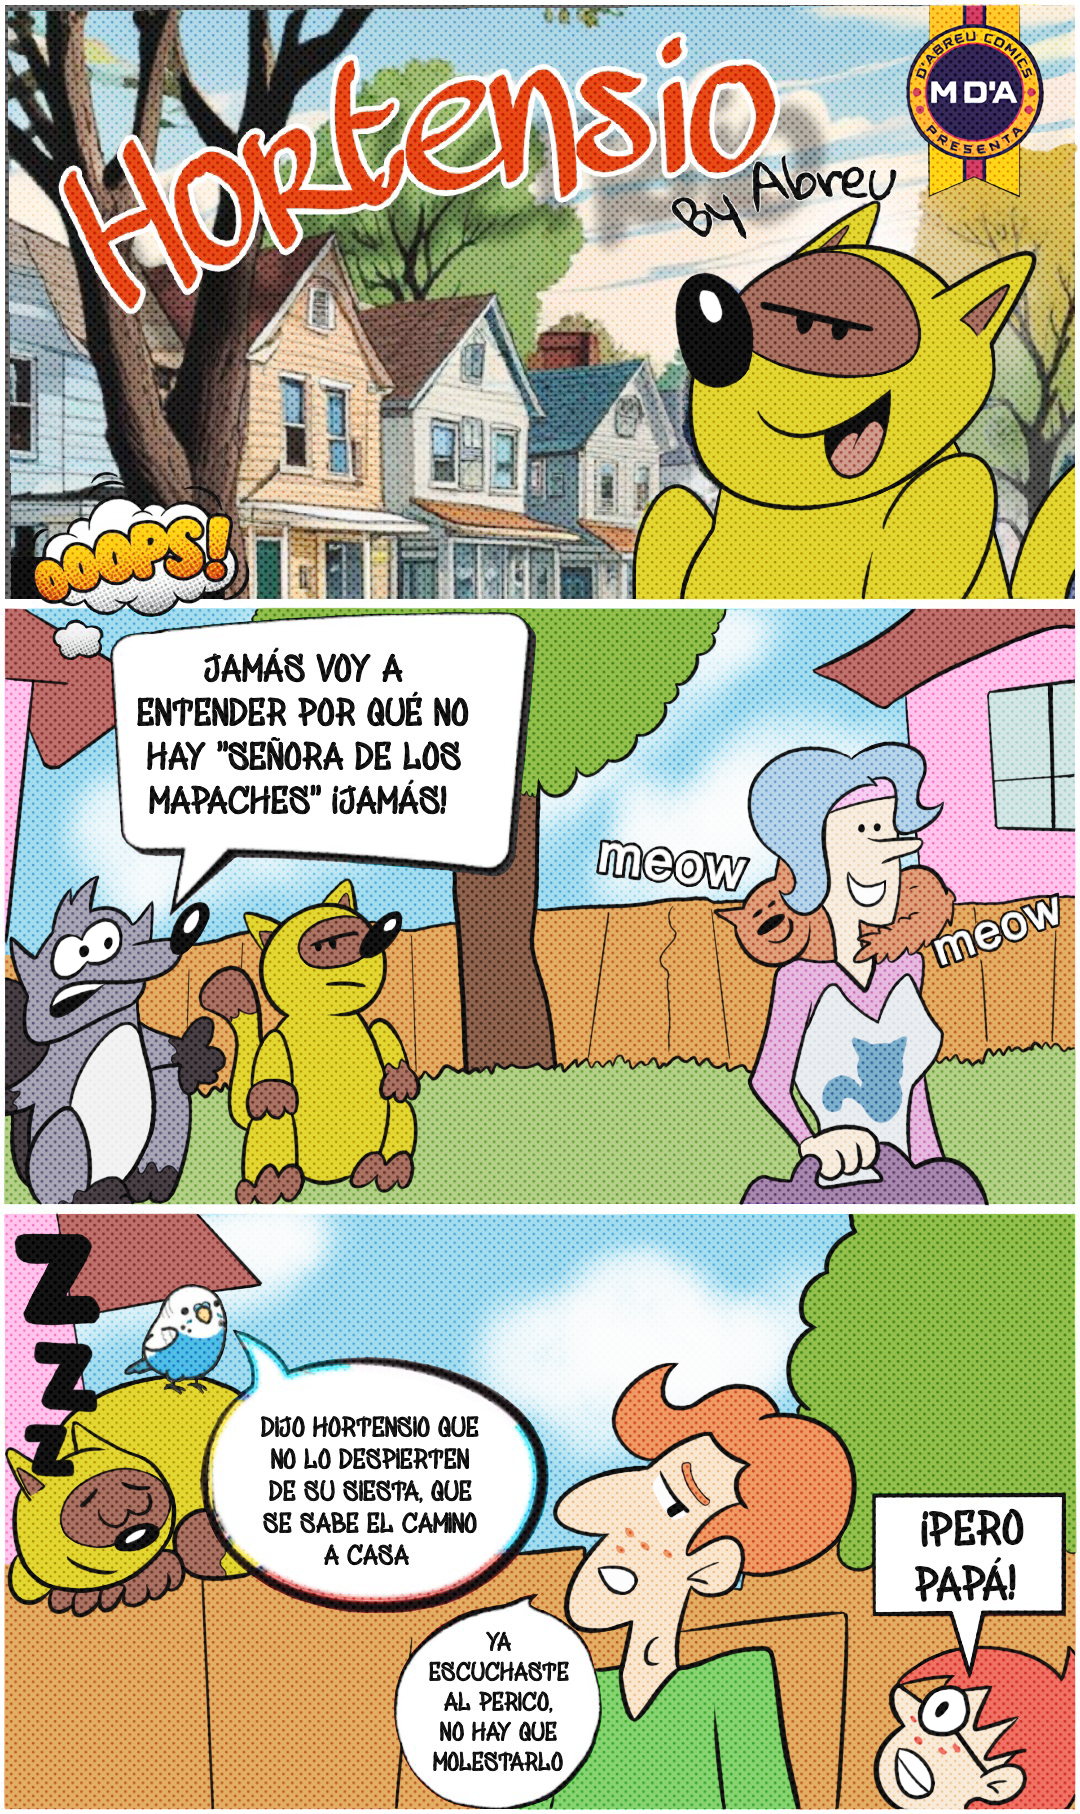 Hortensio
By Abreu
D'ABREU COMICS
M D'A
PRESENTA
OOOPS!
JAMÁS VOY A
ENTENDER POR QUÉ NO
HAY "SEÑORA DE LOS
MAPACHES" ¡JAMÁS!
meow
meow
Z
Z
Z
DIJO HORTENSIO QUE
NO LO DESPIERTEN
DE SU SIESTA, QUE
SE SABE EL CAMINO
A CASA
YA
ESCUCHASTE
AL PERICO,
NO HAY QUE
MOLESTARLO
¡PERO
PAPÁ!